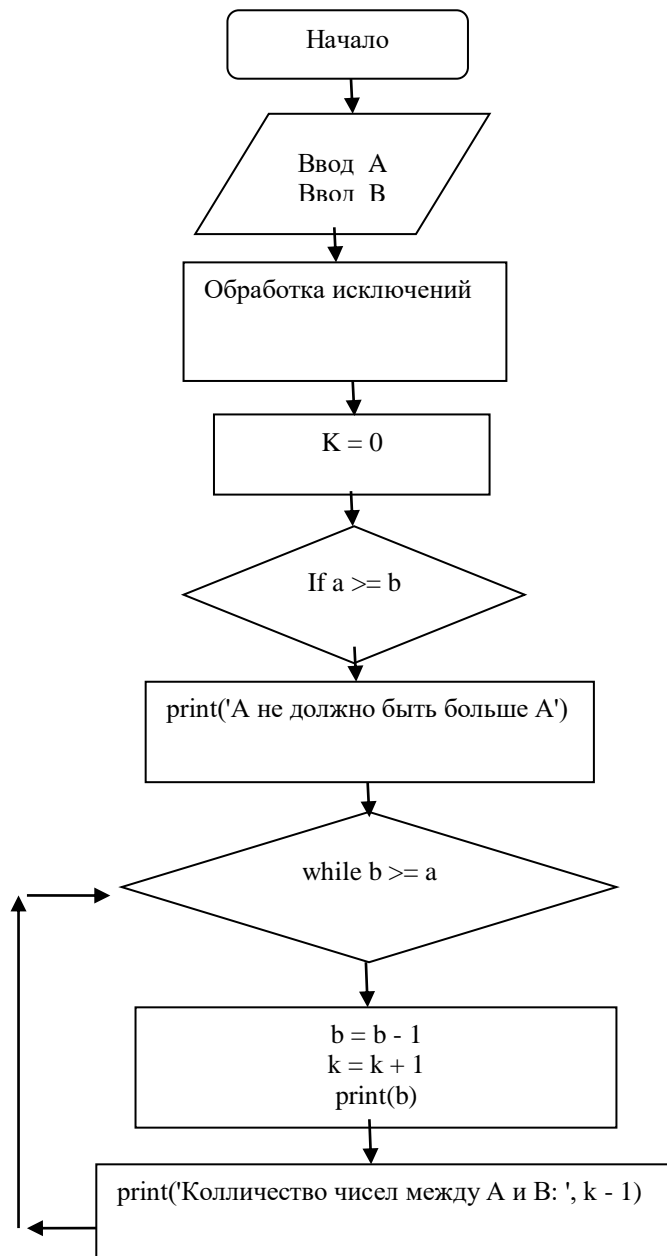 Начало
Ввод A
Ввод B
Обработка исключений
K = 0
If a >= b
print('А не должно быть больше А')
while b >= a
b = b - 1
k = k + 1
print(b)
print('Колличество чисел между А и В: ', k - 1)